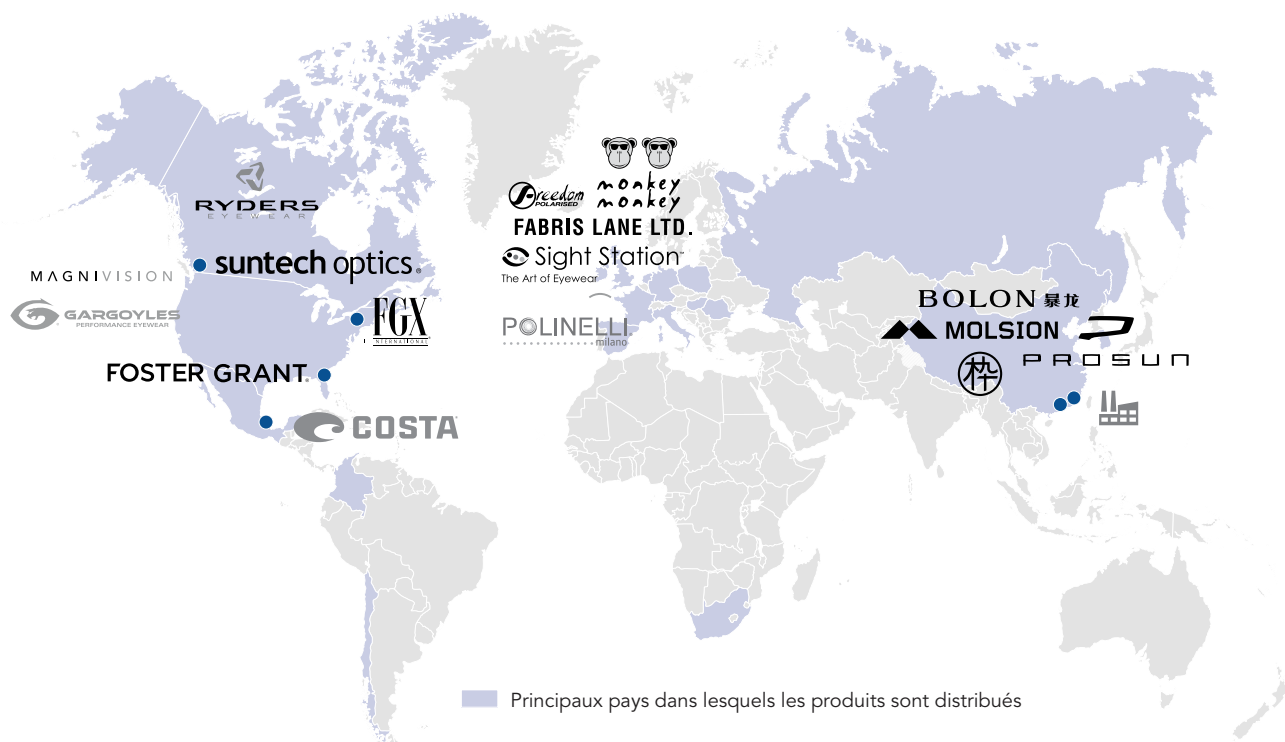 RYDERS
EYEWEAR
suntech optics.
MAGNIVISION
GARGOYLES
PERFORMANCE EYEWEAR
FGX
INTERNATIONAL
FOSTER GRANT
COSTA
monkey
monkey
Freedom
POLARISED
FABRIS LANE LTD.
Sight Station
The Art of Eyewear
POLINELLI
milano
BOLON 暴龙
MOLSION
PROSUN
枠
Principaux pays dans lesquels les produits sont distribués